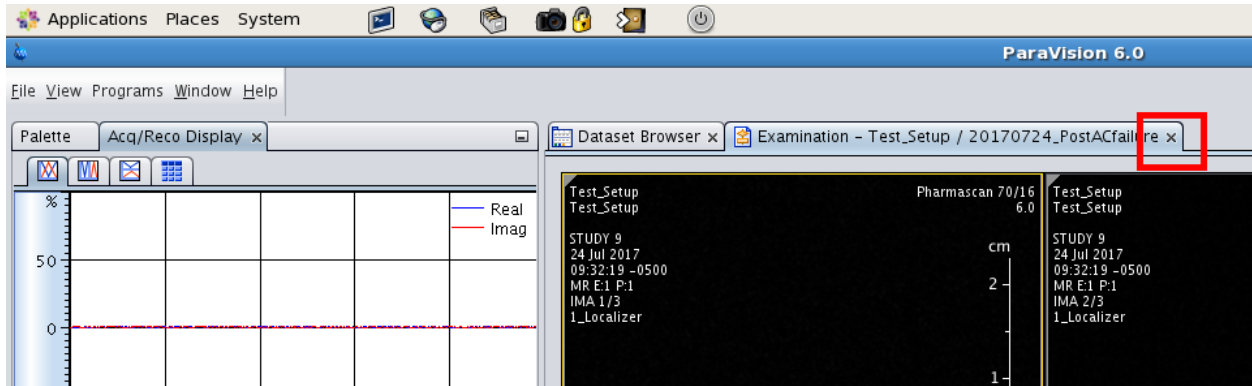 Applications Places System
ParaVision 6.0
File View Programs Window Help
Palette Acq/Reco Display x
Dataset Browser x Examination - Test_Setup / 20170724_PostACfailure x
%
50
0
Real
Imag
Test_Setup
Test_Setup
STUDY 9
24 Jul 2017
09:32:19 -0500
MR E:1 P:1
IMA 1/3
1_Localizer
Pharmascan 70/16
6.0
cm
2
1
Test_Setup
Test_Setup
STUDY 9
24 Jul 2017
09:32:19 -0500
MR E:1 P:1
IMA 2/3
1_Localizer